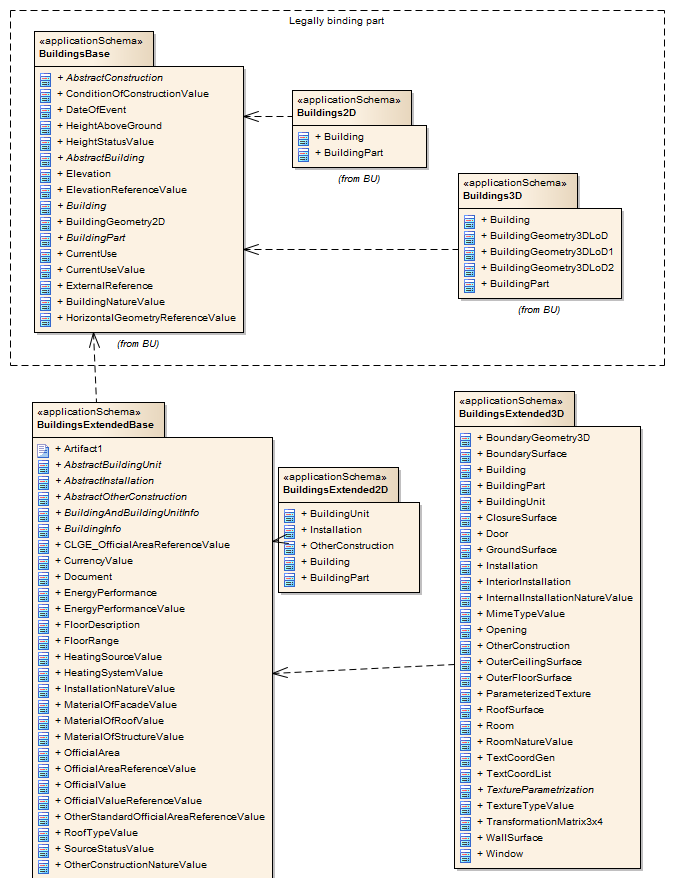 Legally binding part
«applicationSchema»
BuildingsBase
+ AbstractConstruction
+ ConditionOfConstructionValue
+ DateOfEvent
+ HeightAboveGround
+ HeightStatusValue
+ AbstractBuilding
+ Elevation
+ ElevationReferenceValue
+ Building
+ BuildingGeometry2D
+ BuildingPart
+ CurrentUse
+ CurrentUseValue
+ ExternalReference
+ BuildingNatureValue
+ HorizontalGeometryReferenceValue
(from BU)
«applicationSchema»
Buildings2D
+ Building
+ BuildingPart
(from BU)
«applicationSchema»
Buildings3D
+ Building
+ BuildingGeometry3DLoD
+ BuildingGeometry3DLoD1
+ BuildingGeometry3DLoD2
+ BuildingPart
(from BU)
«applicationSchema»
BuildingsExtendedBase
+ Artifact1
+ AbstractBuildingUnit
+ AbstractInstallation
+ AbstractOtherConstruction
+ BuildingAndBuildingUnitInfo
+ BuildingInfo
+ CLGE_OfficialAreaReferenceValue
+ CurrencyValue
+ Document
+ EnergyPerformance
+ EnergyPerformanceValue
+ FloorDescription
+ FloorRange
+ HeatingSourceValue
+ HeatingSystemValue
+ InstallationNatureValue
+ MaterialOfFacadeValue
+ MaterialOfRoofValue
+ MaterialOfStructureValue
+ OfficialArea
+ OfficialAreaReferenceValue
+ OfficialValue
+ OfficialValueReferenceValue
+ OtherStandardOfficialAreaReferenceValue
+ RoofTypeValue
+ SourceStatusValue
+ OtherConstructionNatureValue
«applicationSchema»
BuildingsExtended2D
+ BuildingUnit
+ Installation
+ OtherConstruction
+ Building
+ BuildingPart
«applicationSchema»
BuildingsExtended3D
+ BoundaryGeometry3D
+ BoundarySurface
+ Building
+ BuildingPart
+ BuildingUnit
+ ClosureSurface
+ Door
+ GroundSurface
+ Installation
+ InteriorInstallation
+ InternalInstallationNatureValue
+ MimeTypeValue
+ Opening
+ OtherConstruction
+ OuterCeilingSurface
+ OuterFloorSurface
+ ParameterizedTexture
+ RoofSurface
+ Room
+ RoomNatureValue
+ TextCoordGen
+ TextCoordList
+ TextureParametrization
+ TextureTypeValue
+ TransformationMatrix3x4
+ WallSurface
+ Window